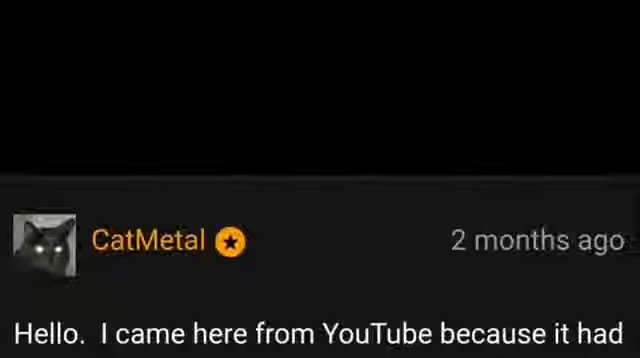 CatMetal
2 months ago
Hello. I came here from YouTube because it had